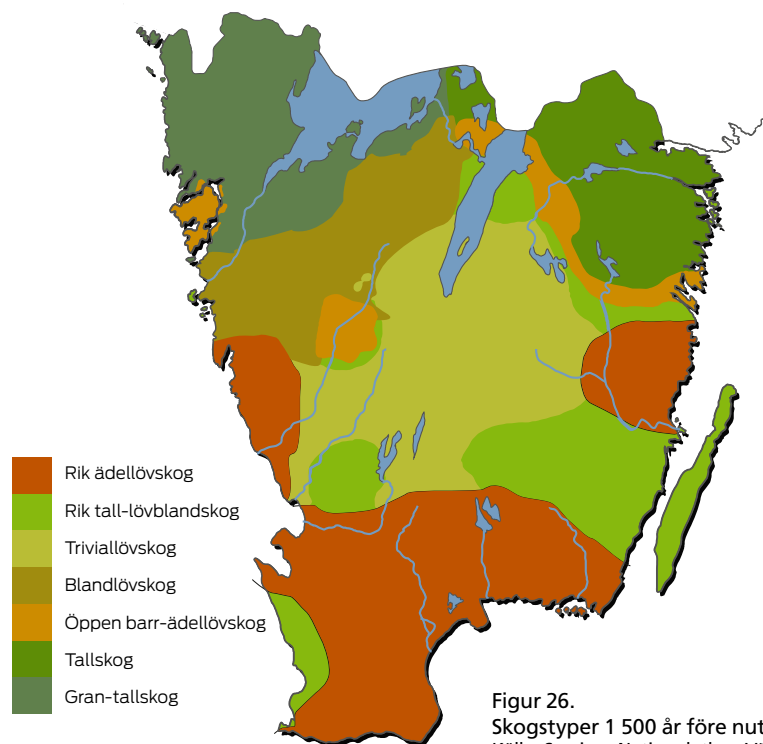 Rik ädellövskog
Rik tall-lövblandskog
Triviallövskog
Blandlövskog
Öppen barr-ädellövskog
Tallskog
Gran-tallskog
Figur 26.
Skogstyper 1 500 år före nut